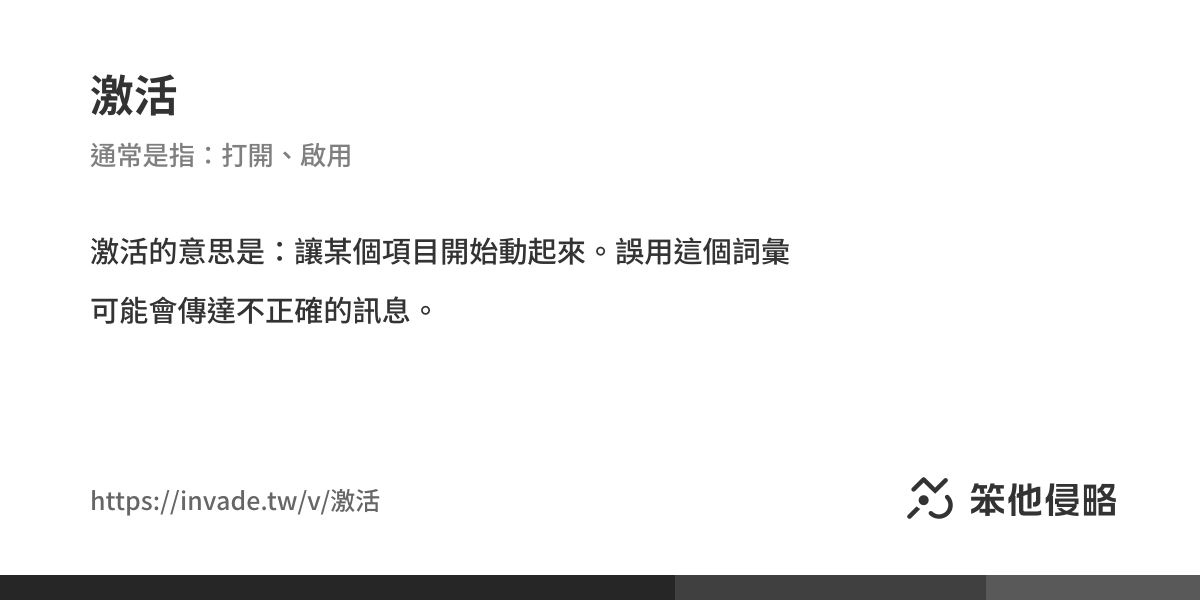 激活
通常是指：打開、啟用
激活的意思是：讓某個項目開始動起來。誤用這個詞彙
可能會傳達不正確的訊息。
https://invade.tw/v/激活
笨他侵略